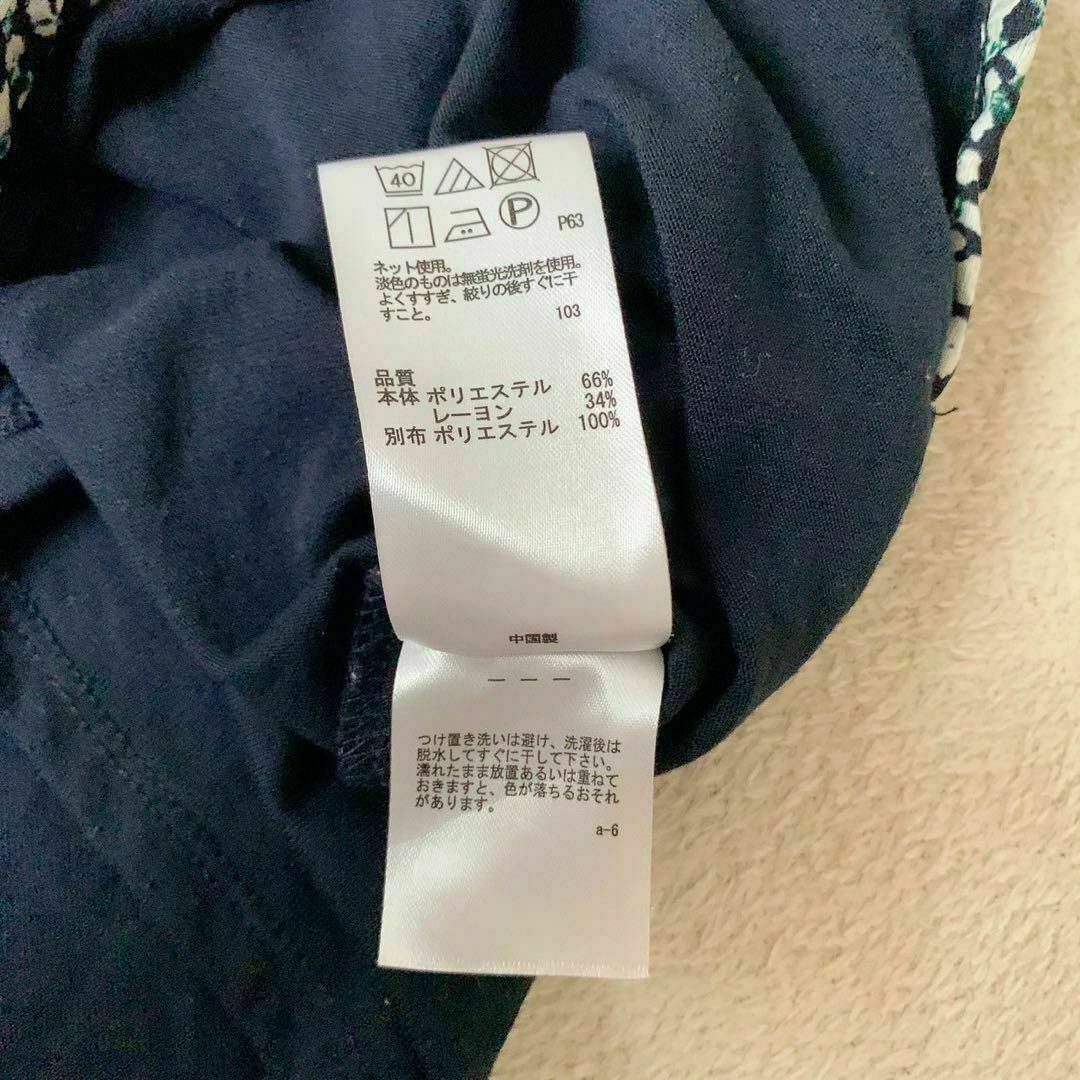 40
P
P63
ネット使用。
淡色のものは無蛍光洗剤を使用。
よくすすぎ、絞りの後すぐに干
すこと。 103
品質
本体 ポリエステル 66%
レーヨン 34%
別布 ポリエステル 100%
中国製
つけ置き洗いは避け、洗濯後は
脱水してすぐに干して下さい。
濡れたまま放置あるいは重ねて
おきますと、色が落ちるおそれ
があります。
a-6